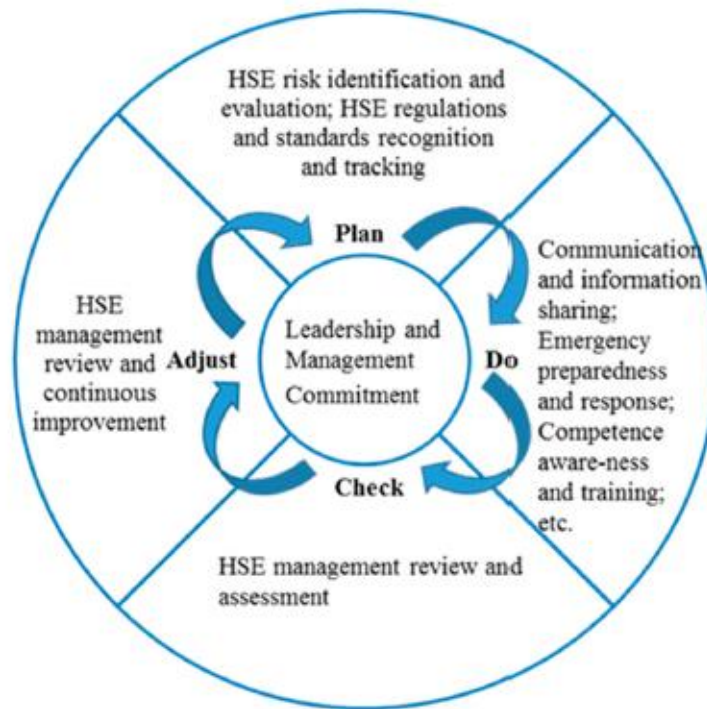 HSE risk identification and
evaluation; HSE regulations
and standards recognition
and tracking
Plan
Communication
and information
sharing;
Emergency
preparedness
and response;
Competence
aware-ness
and training;
etc.
Do
Leadership and
Management
Commitment
HSE
management
review and
continuous
improvement
Adjust
Check
HSE management review and
assessment